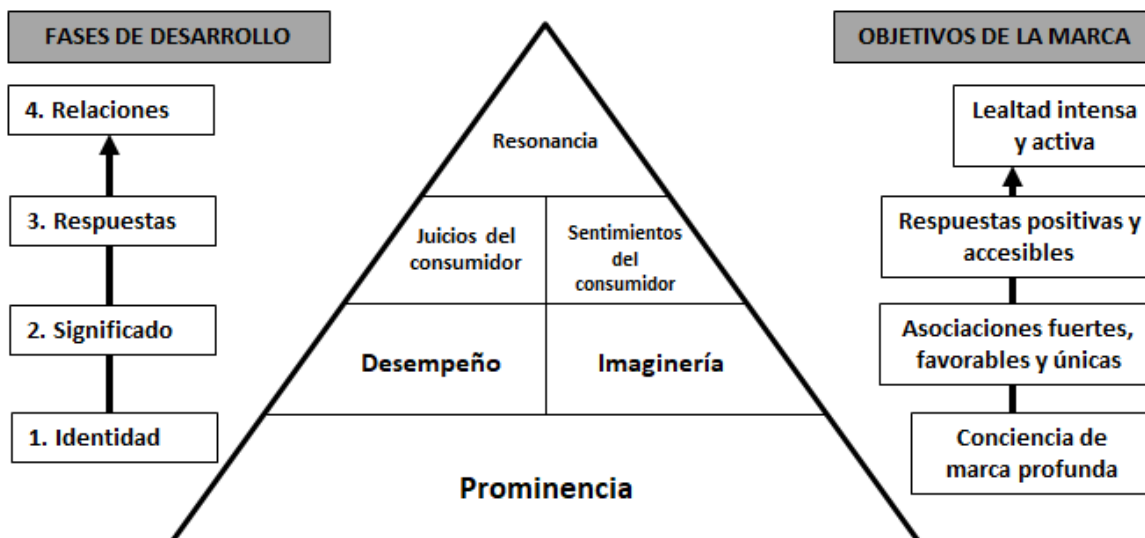 FASES DE DESARROLLO
OBJETIVOS DE LA MARCA
4. Relaciones
Resonancia
Lealtad intensa
y activa
3. Respuestas
Juicios del
consumidor
Sentimientos
del
consumidor
Respuestas positivas y
accesibles
2. Significado
Desempeño
Imaginería
Asociaciones fuertes,
favorables y únicas
1. Identidad
Prominencia
Conciencia de
marca profunda